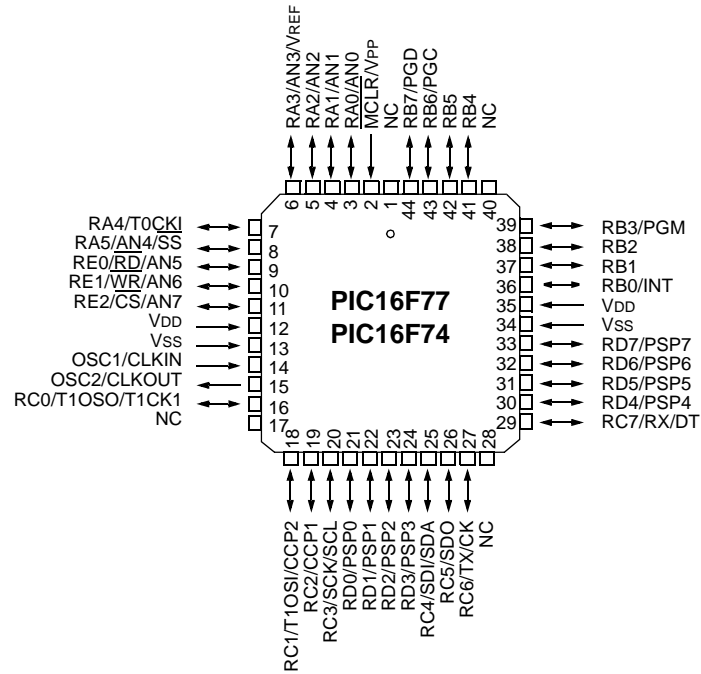 RA3/AN3/VREF
RA2/AN2
RA1/AN1
RA0/AN0
MCLR/VPP
NC
RB7/PGD
RB6/PGC
RB5
RB4
NC
6
5
4
3
2
1
44
43
42
41
40
RA4/T0CKI
7
RA5/AN4/SS
8
RE0/RD/AN5
9
RE1/WR/AN6
10
RE2/CS/AN7
11
VDD
12
VSS
13
OSC1/CLKIN
14
OSC2/CLKOUT
15
RC0/T1OSO/T1CK1
16
NC
17
PIC16F77
PIC16F74
39
RB3/PGM
38
RB2
37
RB1
36
RB0/INT
35
VDD
34
VSS
33
RD7/PSP7
32
RD6/PSP6
31
RD5/PSP5
30
RD4/PSP4
29
RC7/RX/DT
18
19
20
21
22
23
24
25
26
27
28
RC1/T1OSI/CCP2
RC2/CCP1
RC3/SCK/SCL
RD0/PSP0
RD1/PSP1
RD2/PSP2
RD3/PSP3
RC4/SDI/SDA
RC5/SDO
RC6/TX/CK
NC